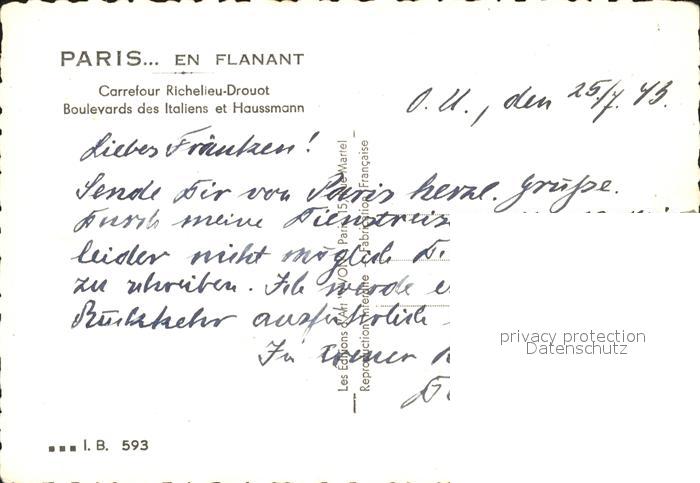 PARIS... EN FLANANT
Carrefour Richelieu-Drouot
Boulevards des Italiens et Haussmann
O. U., den 25/7. 43.
Liebes Fränzen!
Sende Dir von Paris herzl. Grüße.
Durch meine Dienstreise
leider nicht möglich
zu schreiben. Ich werde
Rückkehr ausführlich
In
Les Editions d'Art "YVON" Paris 15, Rue Martel
Reproduction Interdite - Fabrication Française
privacy protection
Datenschutz
I. B. 593